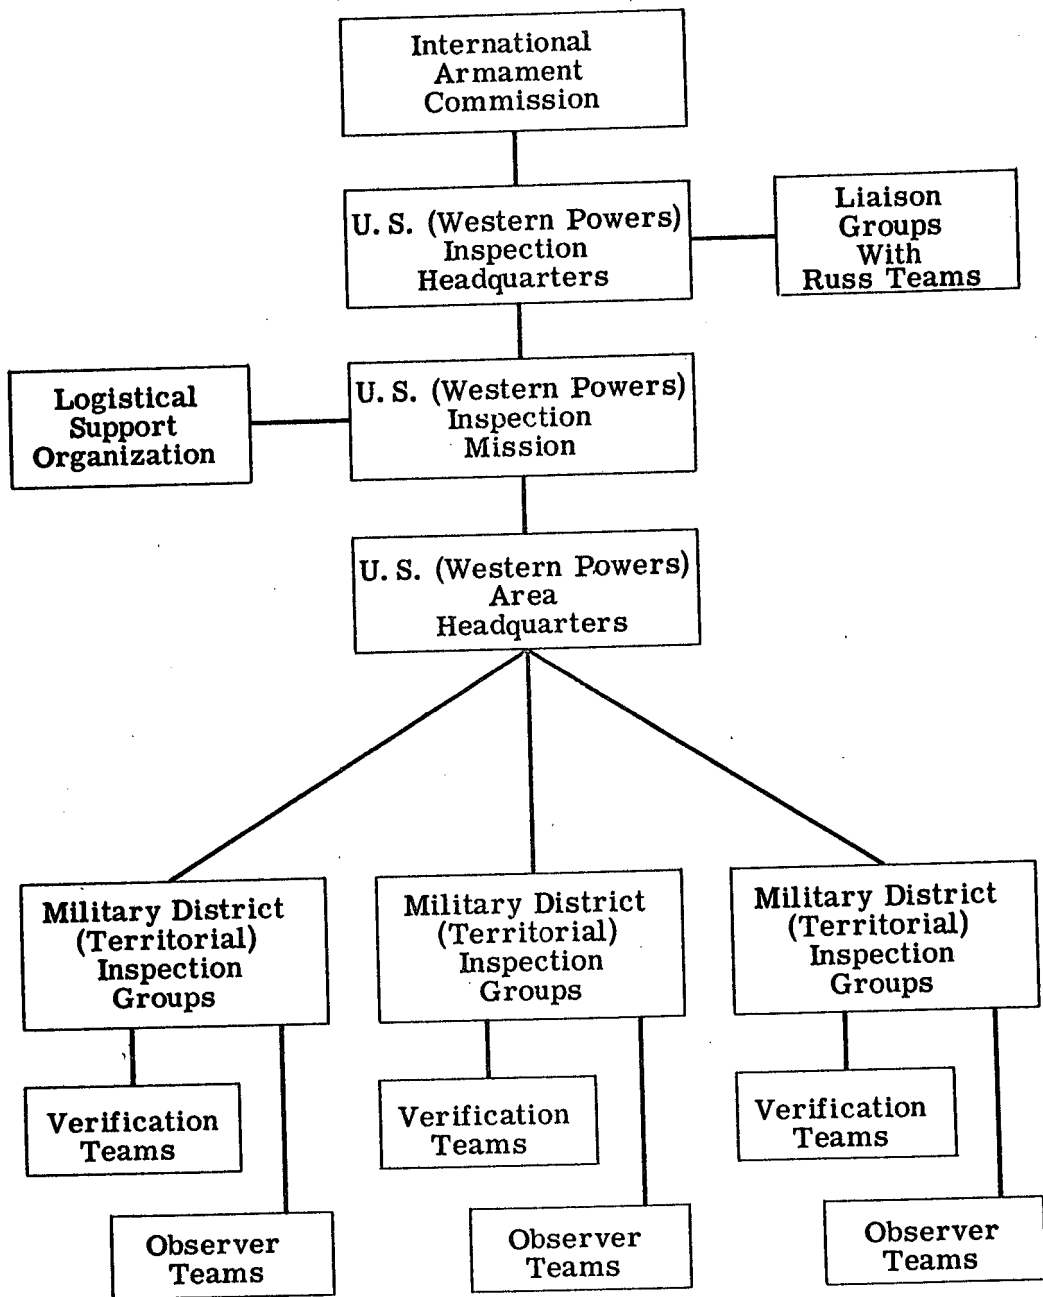 International
Armament
Commission
U. S. (Western Powers)
Inspection
Headquarters
Liaison
Groups
With
Russ Teams
Logistical
Support
Organization
U. S. (Western Powers)
Inspection
Mission
U. S. (Western Powers)
Area
Headquarters
Military District
(Territorial)
Inspection
Groups
Military District
(Territorial)
Inspection
Groups
Military District
(Territorial)
Inspection
Groups
Verification
Teams
Verification
Teams
Verification
Teams
Observer
Teams
Observer
Teams
Observer
Teams